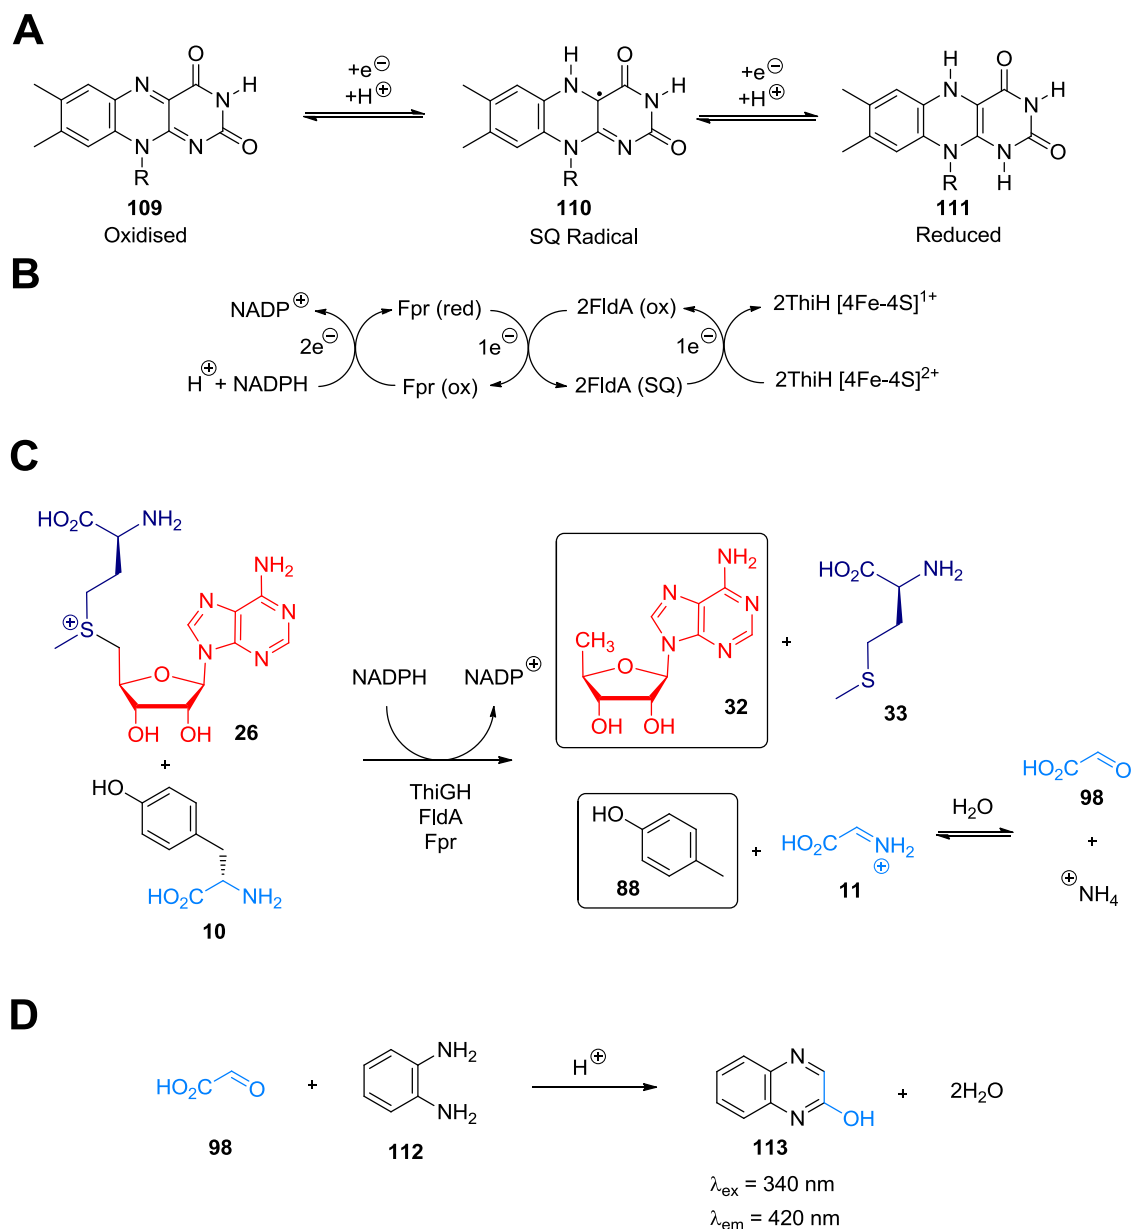 A
O
H
O
H
O
+e⊖
+H⊕
+e⊖
+H⊕
N
N
H
N
N
H
N
N
H
N
N
O
N
N
O
N
N
O
R
R
R
H
109
110
111
Oxidised
SQ Radical
Reduced
B
NADP⊕
Fpr (red)
2FldA (ox)
2ThiH [4Fe-4S]1+
2e⊖
1e⊖
1e⊖
H⊕ + NADPH
Fpr (ox)
2FldA (SQ)
2ThiH [4Fe-4S]2+
C
HO2C
NH2
NH2
N
N
N
N
⊕
S
O
OH
OH
26
+
HO
HO2C
NH2
10
NADPH
NADP⊕
ThiGH
FldA
Fpr
NH2
N
N
N
N
CH3
O
OH
OH
32
+
HO2C
NH2
S
33
HO
88
+
HO2C
NH2
⊕
11
H2O
HO2C
O
98
+
⊕NH4
D
HO2C
O
+
NH2
NH2
H⊕
N
N
OH
+
2H2O
98
112
113
λex = 340 nm
λem = 420 nm